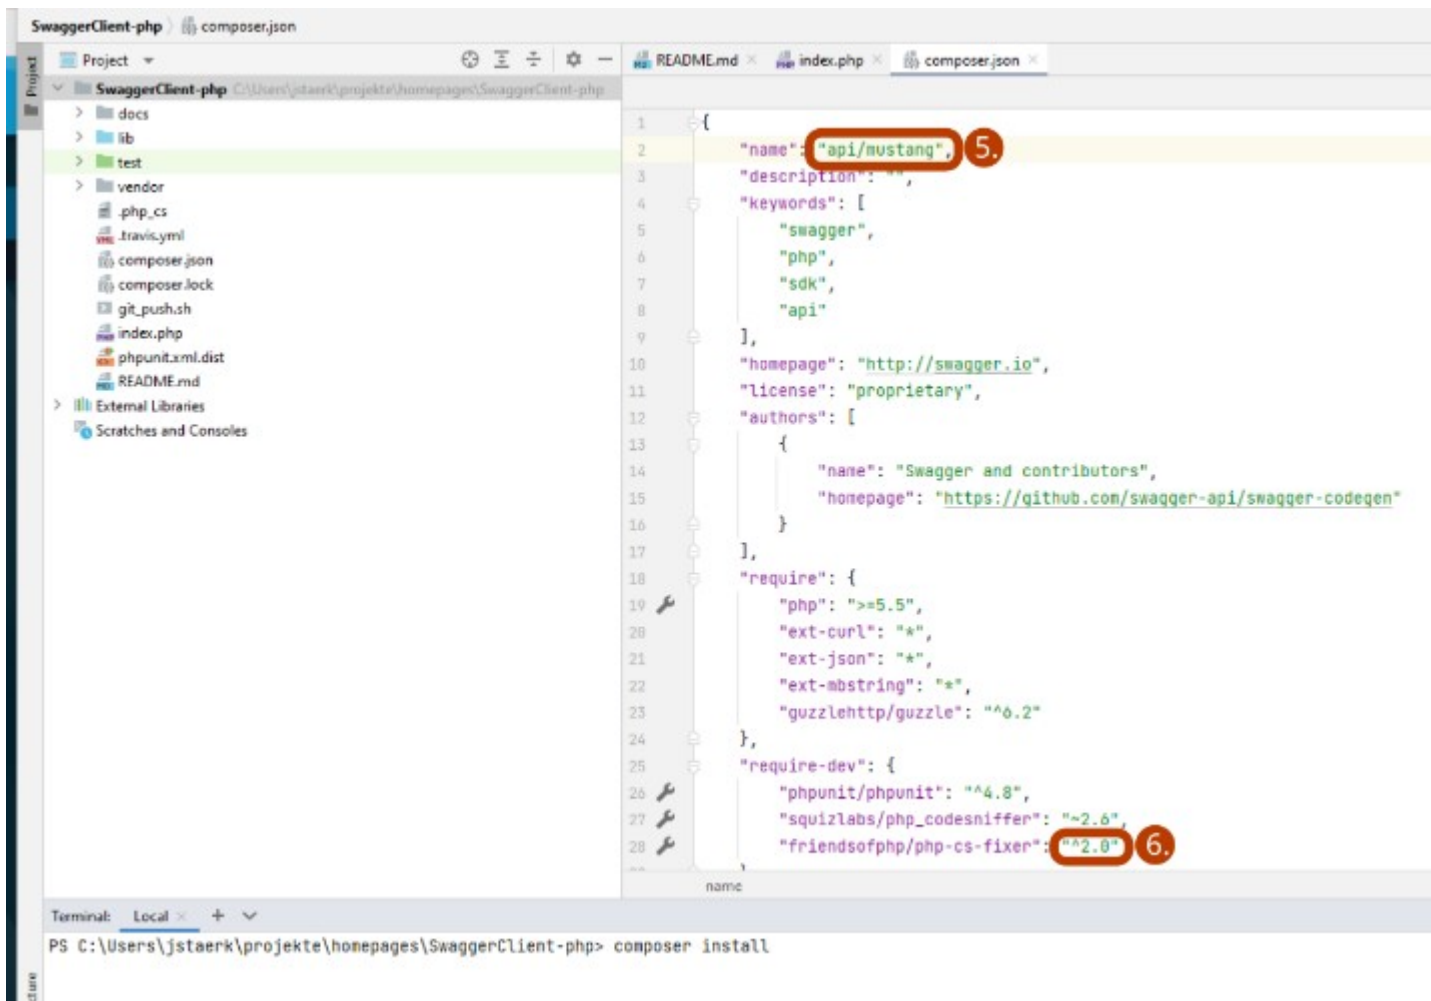 SwaggerClient-php composer.json
Project
Project
README.md index.php composer.json
SwaggerClient-php C:\Users\jstaerk\projekte\homepages\SwaggerClient-php
docs
lib
test
vendor
.php_cs
.travis.yml
composer.json
composer.lock
git_push.sh
index.php
phpunit.xml.dist
README.md
External Libraries
Scratches and Consoles
1 {
2 "name": "api/mustang", 5.
3 "description": "",
4 "keywords": [
5 "swagger",
6 "php",
7 "sdk",
8 "api"
9 ],
10 "homepage": "http://swagger.io",
11 "license": "proprietary",
12 "authors": [
13 {
14 "name": "Swagger and contributors",
15 "homepage": "https://github.com/swagger-api/swagger-codegen"
16 }
17 ],
18 "require": {
19 "php": ">=5.5",
20 "ext-curl": "*",
21 "ext-json": "*",
22 "ext-mbstring": "*",
23 "guzzlehttp/guzzle": "^6.2"
24 },
25 "require-dev": {
26 "phpunit/phpunit": "^4.8",
27 "squizlabs/php_codesniffer": "~2.6",
28 "friendsofphp/php-cs-fixer": "^2.0" 6.
name
Terminal: Local
PS C:\Users\jstaerk\projekte\homepages\SwaggerClient-php> composer install